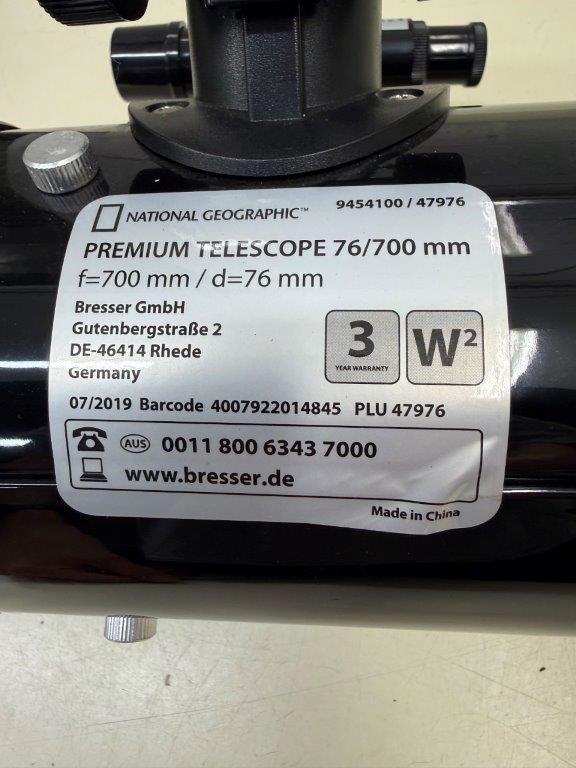 NATIONAL GEOGRAPHIC™ 9454100 / 47976
PREMIUM TELESCOPE 76/700 mm
f=700 mm / d=76 mm
Bresser GmbH
Gutenbergstraße 2
DE-46414 Rhede
Germany
3
YEAR WARRANTY
W²
07/2019 Barcode 4007922014845 PLU 47976
AUS 0011 800 6343 7000
www.bresser.de
Made in China